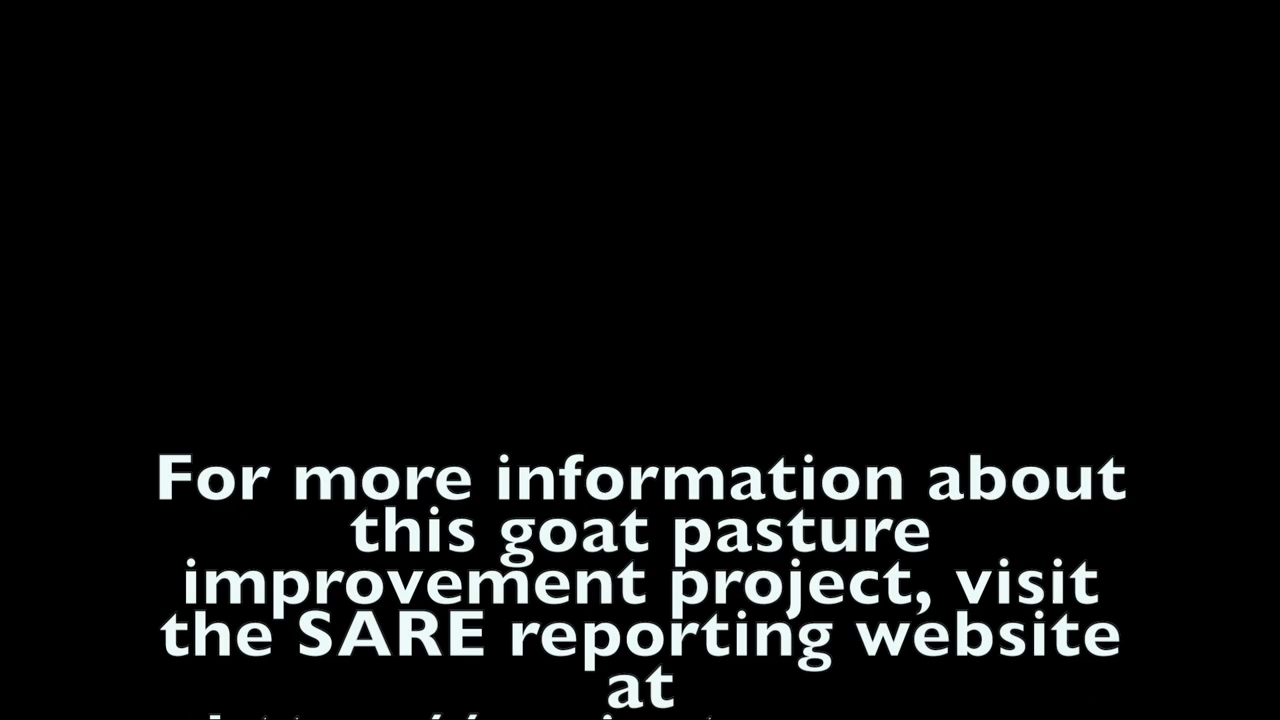 For more information about
this goat pasture
improvement project, visit
the SARE reporting website
at